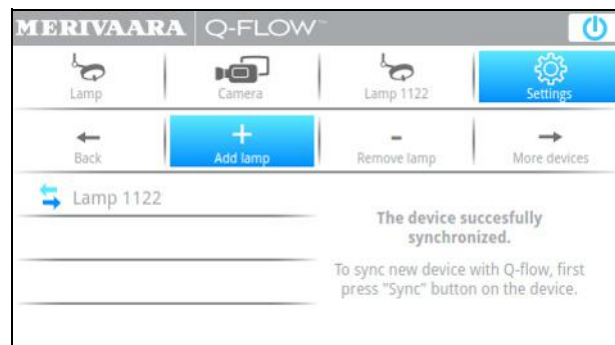 MERIVAARA Q-FLOW™
Lamp Camera Lamp 1122 Settings
Back Add lamp Remove lamp More devices
Lamp 1122
The device succesfully
synchronized.
To sync new device with Q-flow, first
press "Sync" button on the device.